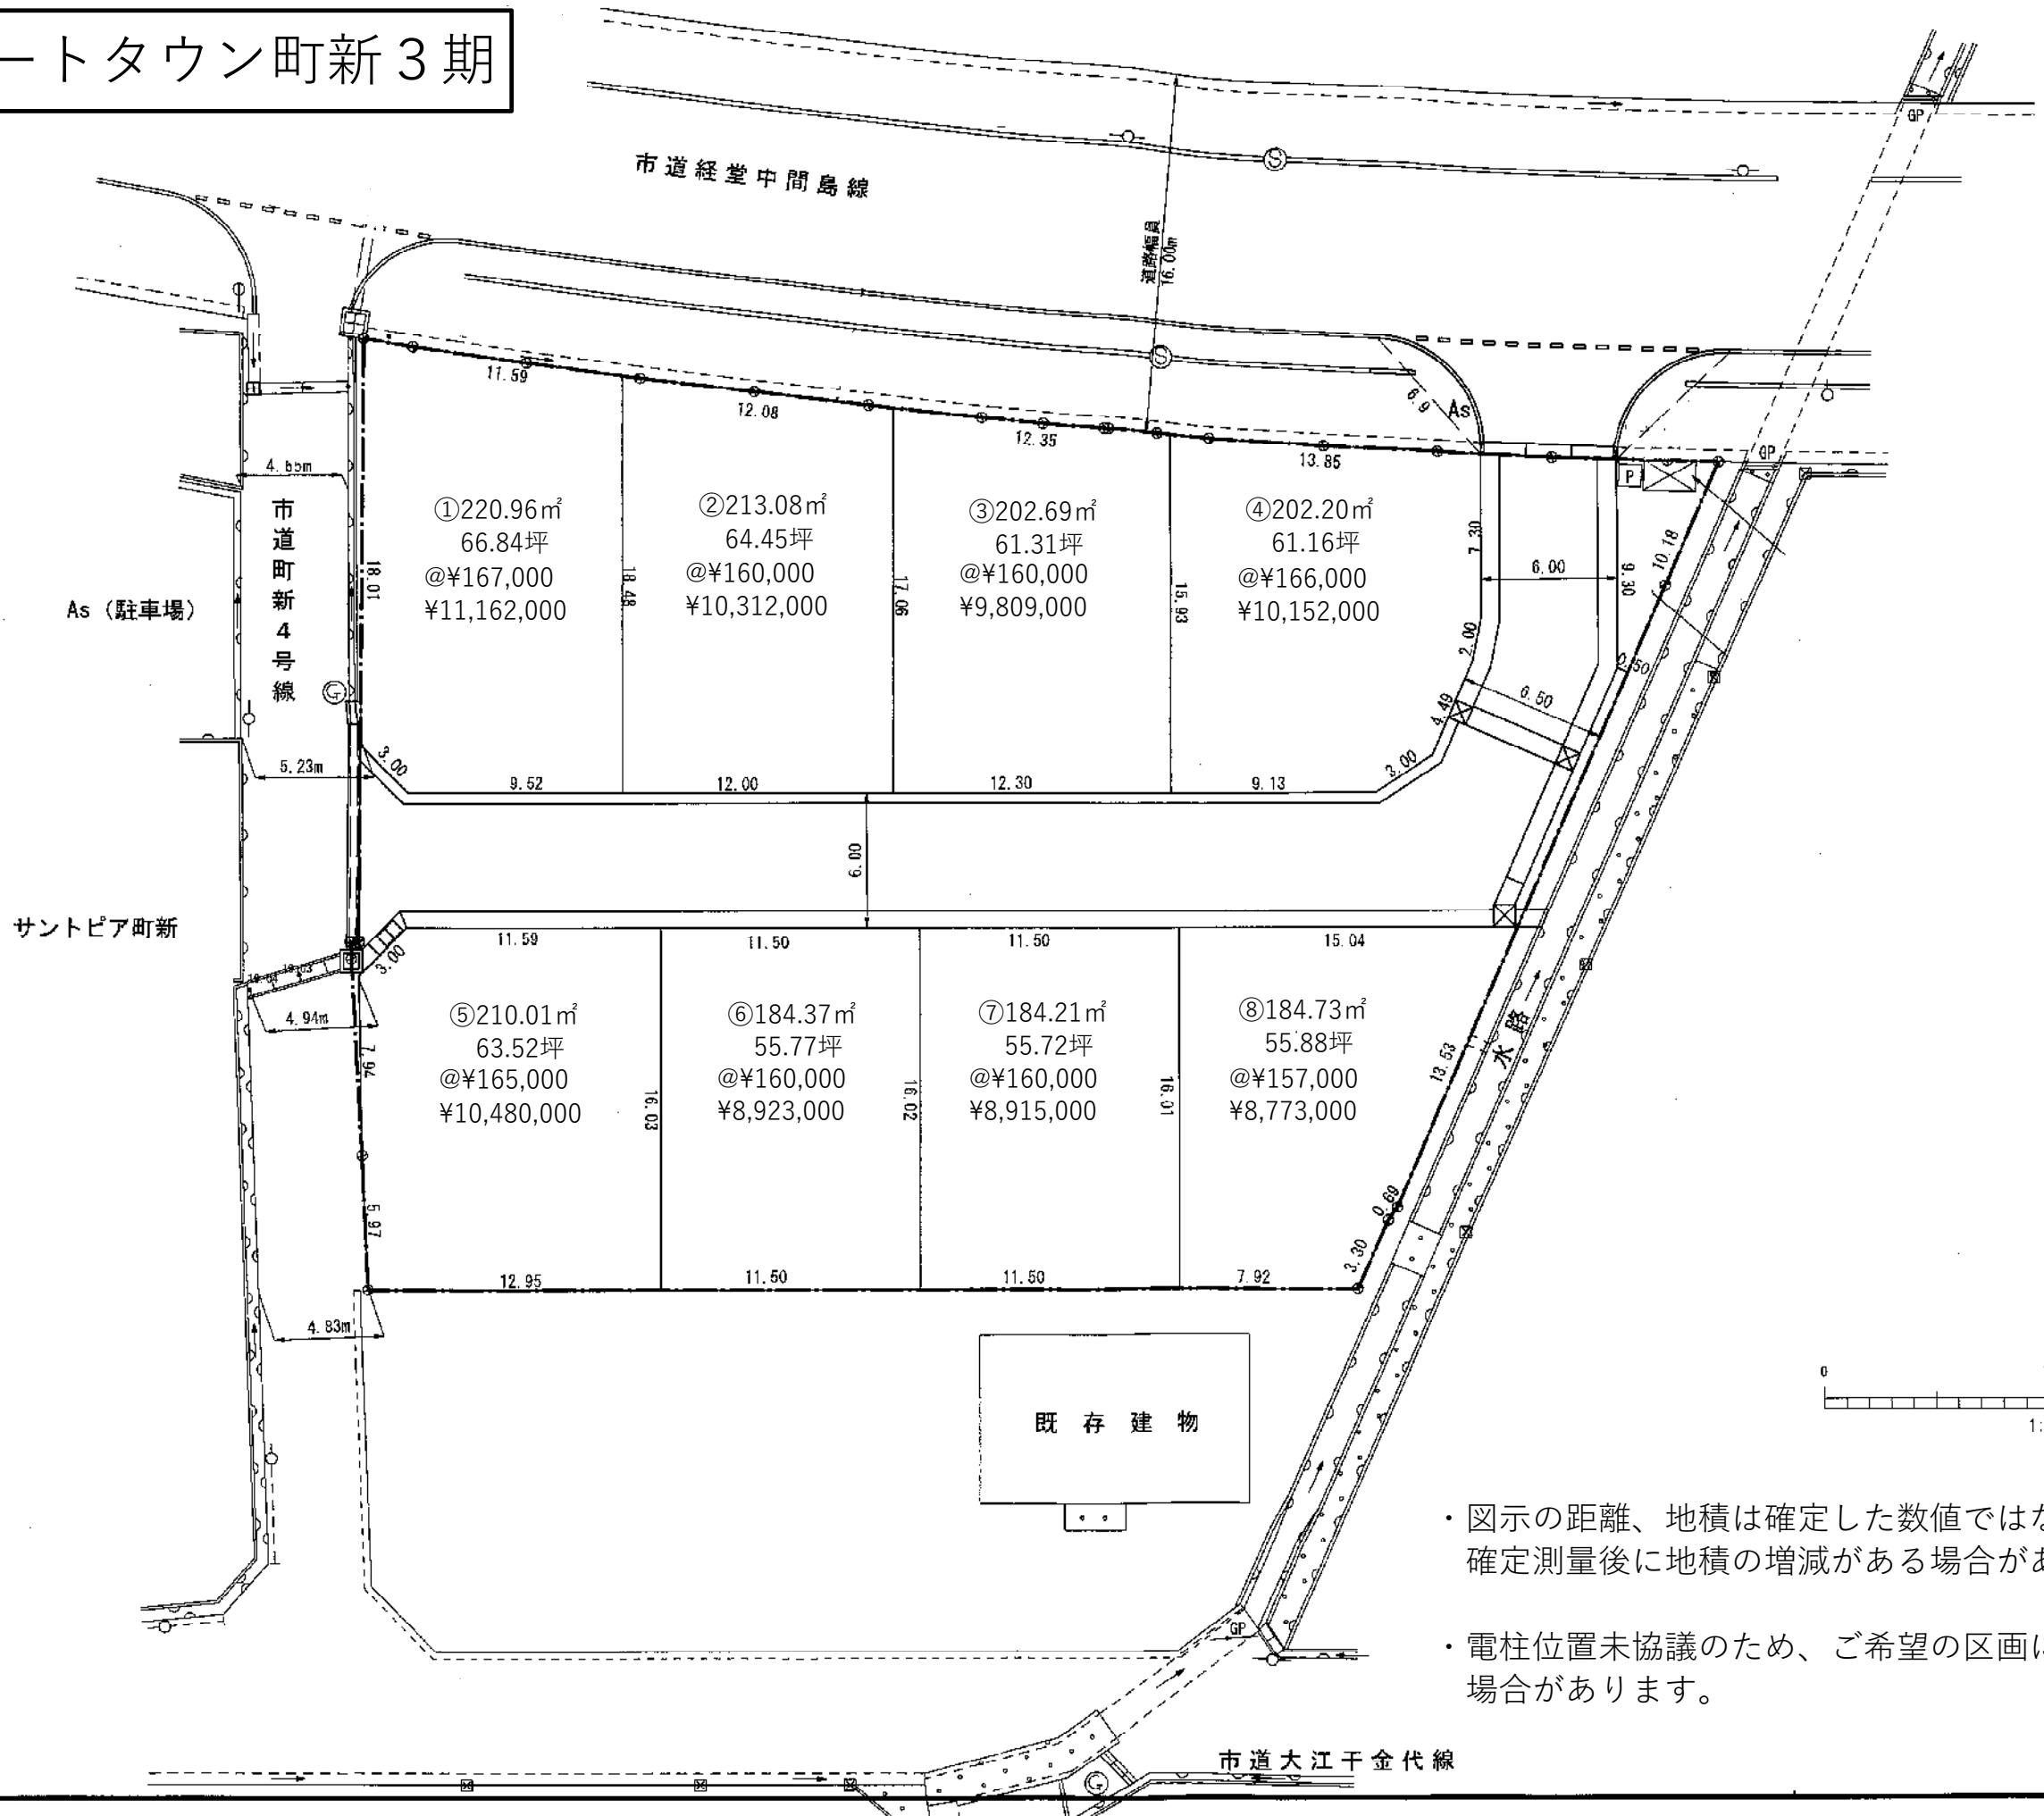 ートタウン町新３期
市道経堂中間島線
道路幅員
16.00m
GP
S
S
11.59
12.08
12.35
13.85
6.9
As
GP
P
4.65m
市道町新４号線
As（駐車場）
18.01
①220.96㎡
66.84坪
@¥167,000
¥11,162,000
18.48
②213.08㎡
64.45坪
@¥160,000
¥10,312,000
17.06
③202.69㎡
61.31坪
@¥160,000
¥9,809,000
15.93
④202.20㎡
61.16坪
@¥166,000
¥10,152,000
7.30
6.00
9.30
10.18
2.00
0.50
6.50
4.49
G
5.23m
3.00
9.52
12.00
12.30
9.13
3.00
6.00
サントピア町新
3.00
11.59
11.50
11.50
15.04
4.94m
7.94
⑤210.01㎡
63.52坪
@¥165,000
¥10,480,000
16.03
⑥184.37㎡
55.77坪
@¥160,000
¥8,923,000
16.02
⑦184.21㎡
55.72坪
@¥160,000
¥8,915,000
16.01
⑧184.73㎡
55.88坪
@¥157,000
¥8,773,000
13.53
水路
5.97
0.69
3.30
12.95
11.50
11.50
7.92
4.83m
既存建物
0
1:
・図示の距離、地積は確定した数値ではな
確定測量後に地積の増減がある場合があ
・電柱位置未協議のため、ご希望の区画に
場合があります。
GP
市道大江干金代線
G